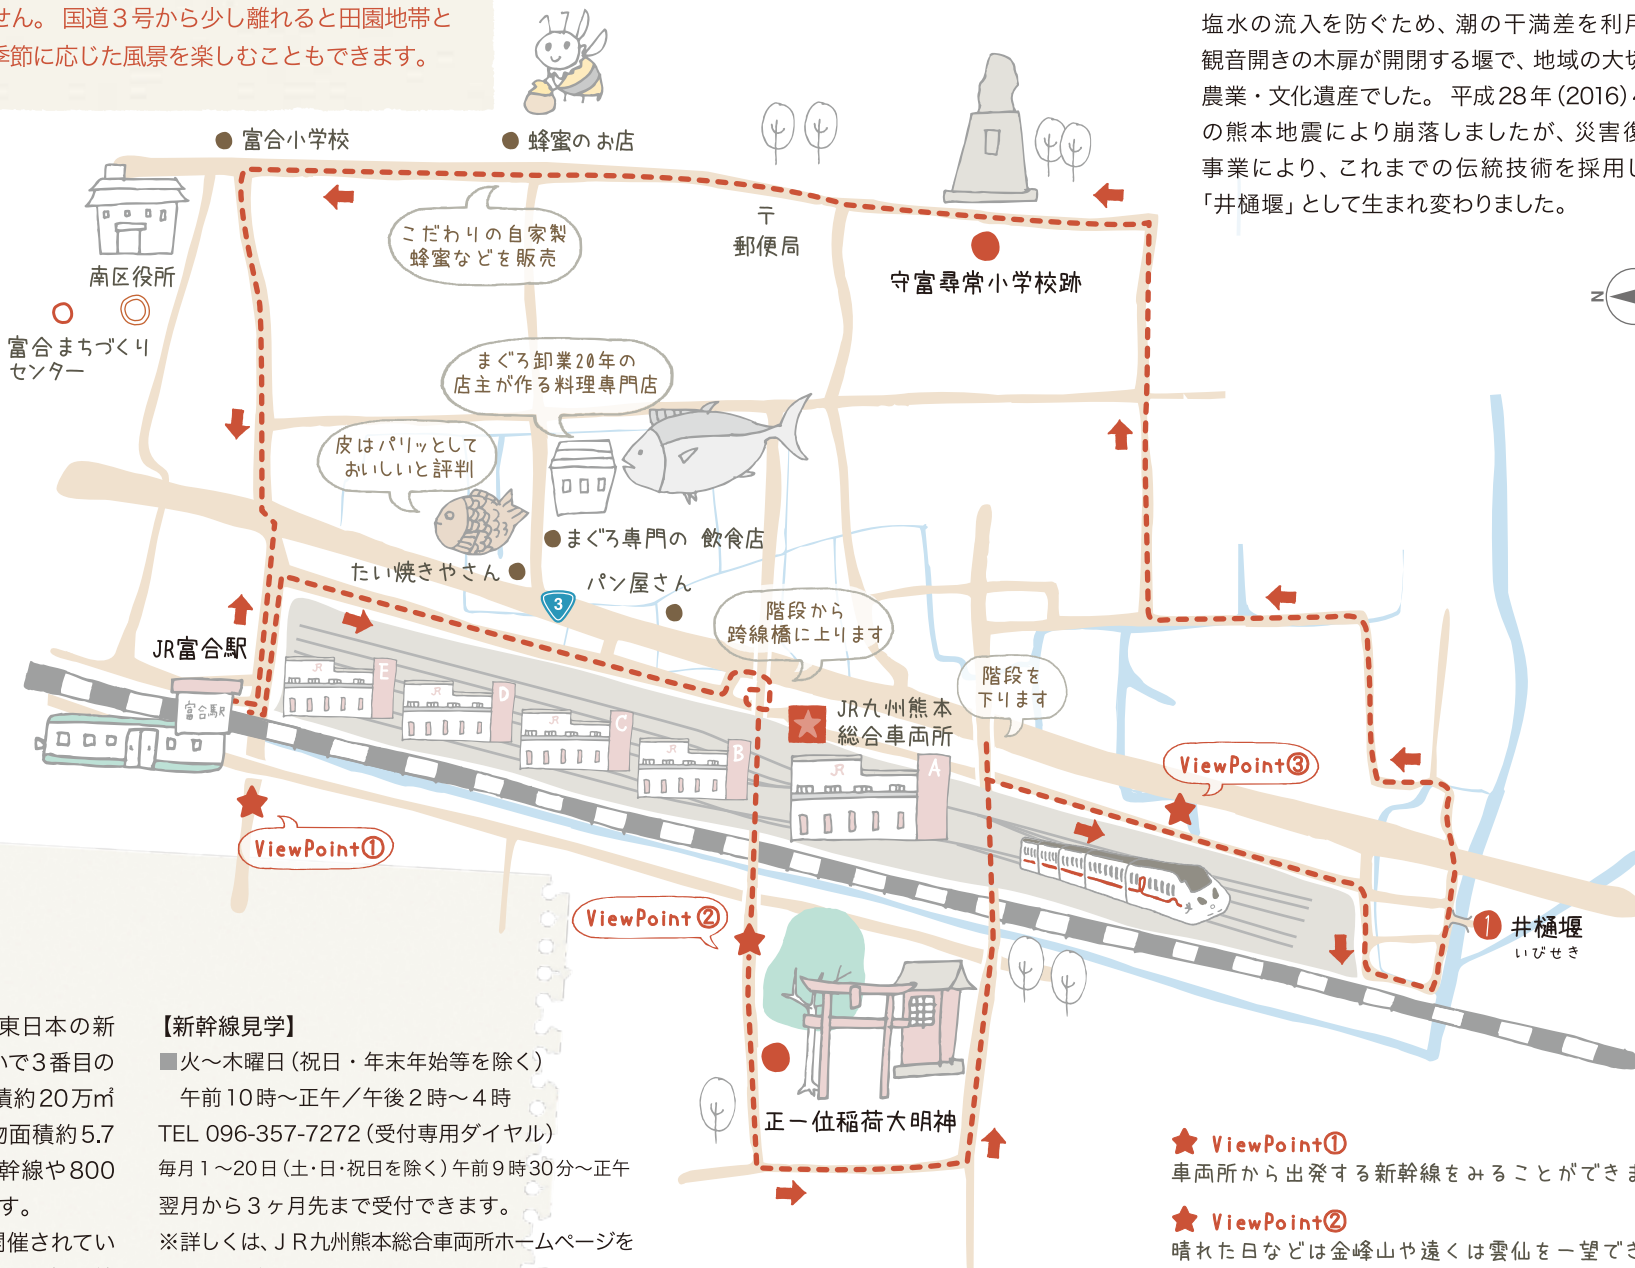 せん。 国道３号から少し離れると田園地帯と
季節に応じた風景を楽しむこともできます。
塩水の流入を防ぐため、潮の干満差を利用
観音開きの木扉が開閉する堰で、地域の大切
農業・文化遺産でした。 平成28年（2016）4
の熊本地震により崩落しましたが、災害復
事業により、これまでの伝統技術を採用し
「井樋堰」として生まれ変わりました。
富合小学校
蜂蜜のお店
こだわりの自家製
蜂蜜などを販売
〒
郵便局
守富尋常小学校跡
南区役所
富合まちづくり
センター
N
まぐろ卸業20年の
店主が作る料理専門店
皮はパリッとして
おいしいと評判
まぐろ専門の 飲食店
たい焼きやさん
パン屋さん
3
階段から
跨線橋に上ります
JR富合駅
富合駅
階段を
下ります
JR九州熊本
総合車両所
JR
E
JR
D
JR
C
JR
B
JR
A
ViewPoint③
ViewPoint①
ViewPoint②
1
井樋堰
いびせき
正一位稲荷大明神
東日本の新
いで３番目の
積約20万㎡
物面積約5.7
幹線や800
す。
開催されてい
【新幹線見学】
■火〜木曜日（祝日・年末年始等を除く）
午前10時〜正午／午後２時〜４時
TEL 096-357-7272（受付専用ダイヤル）
毎月１〜20日（土・日・祝日を除く）午前９時30分〜正午
翌月から３ヶ月先まで受付できます。
※詳しくは、ＪＲ九州熊本総合車両所ホームページを
★ ViewPoint①
車両所から出発する新幹線をみることができま
★ ViewPoint②
晴れた日などは金峰山や遠くは雲仙を一望でき